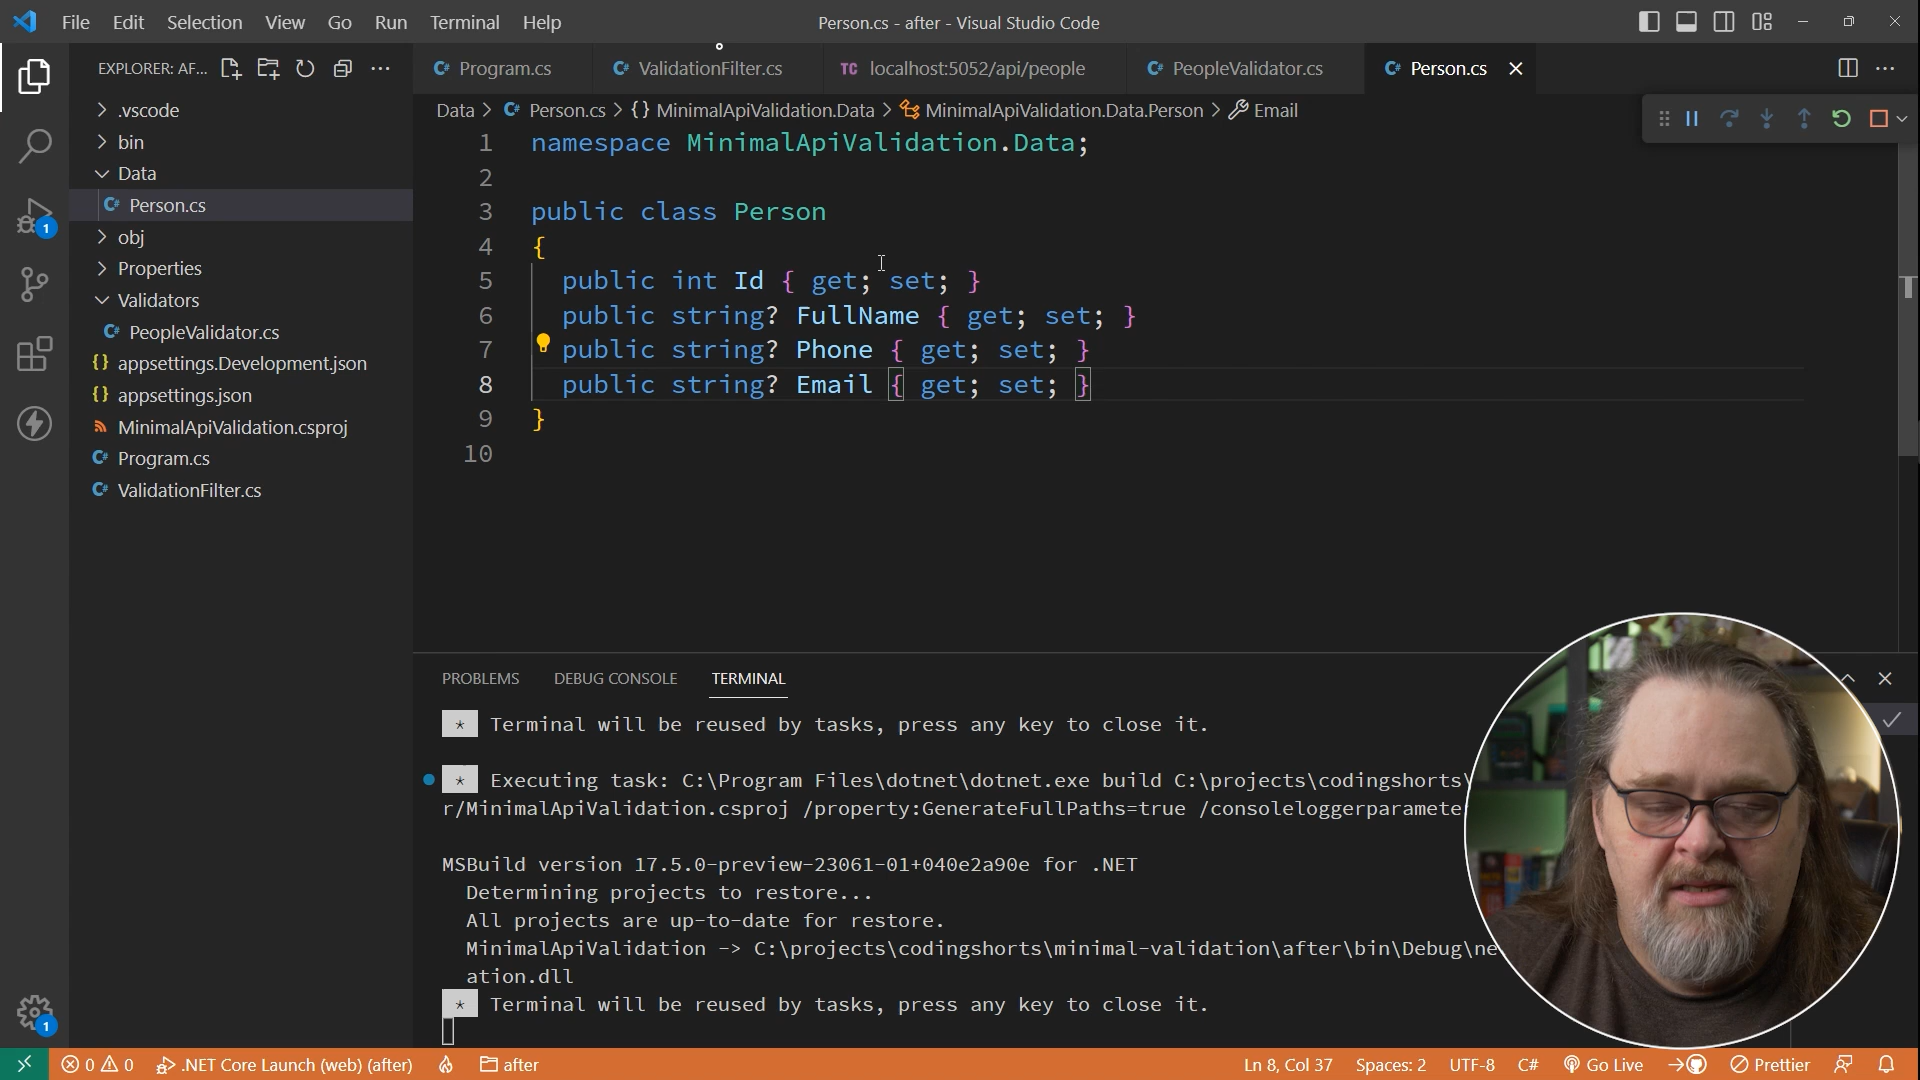 File Edit Selection View Go Run Terminal Help
Person.cs - after - Visual Studio Code
EXPLORER: AF...
Program.cs
ValidationFilter.cs
TC localhost:5052/api/people
PeopleValidator.cs
Person.cs
.vscode
bin
Data
Person.cs
obj
Properties
Validators
PeopleValidator.cs
appsettings.Development.json
appsettings.json
MinimalApiValidation.csproj
Program.cs
ValidationFilter.cs
1
1
Data > Person.cs > {} MinimalApiValidation.Data > MinimalApiValidation.Data.Person > Email
1 namespace MinimalApiValidation.Data;
2
3 public class Person
4 {
5 public int Id { get; set; }
6 public string? FullName { get; set; }
7 public string? Phone { get; set; }
8 public string? Email { get; set; }
9 }
10
PROBLEMS DEBUG CONSOLE TERMINAL
* Terminal will be reused by tasks, press any key to close it.
* Executing task: C:\Program Files\dotnet\dotnet.exe build C:\projects\codingshorts\
r/MinimalApiValidation.csproj /property:GenerateFullPaths=true /consoleloggerparamete
MSBuild version 17.5.0-preview-23061-01+040e2a90e for .NET
Determining projects to restore...
All projects are up-to-date for restore.
MinimalApiValidation -> C:\projects\codingshorts\minimal-validation\after\bin\Debug\ne
ation.dll
* Terminal will be reused by tasks, press any key to close it.
0 0 .NET Core Launch (web) (after) after
Ln 8, Col 37 Spaces: 2 UTF-8 C# Go Live Prettier